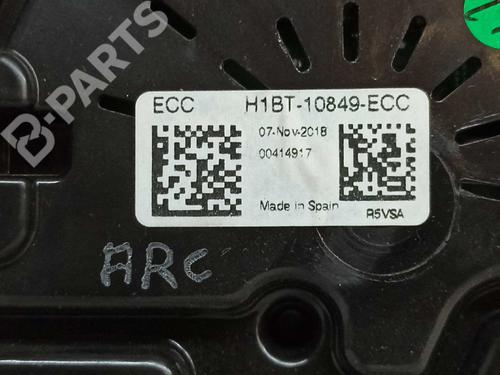 B-PARTS
ECC H1BT-10849-ECC
07-Nov-2018
00414917
Made in Spain
R5VSA
ARC